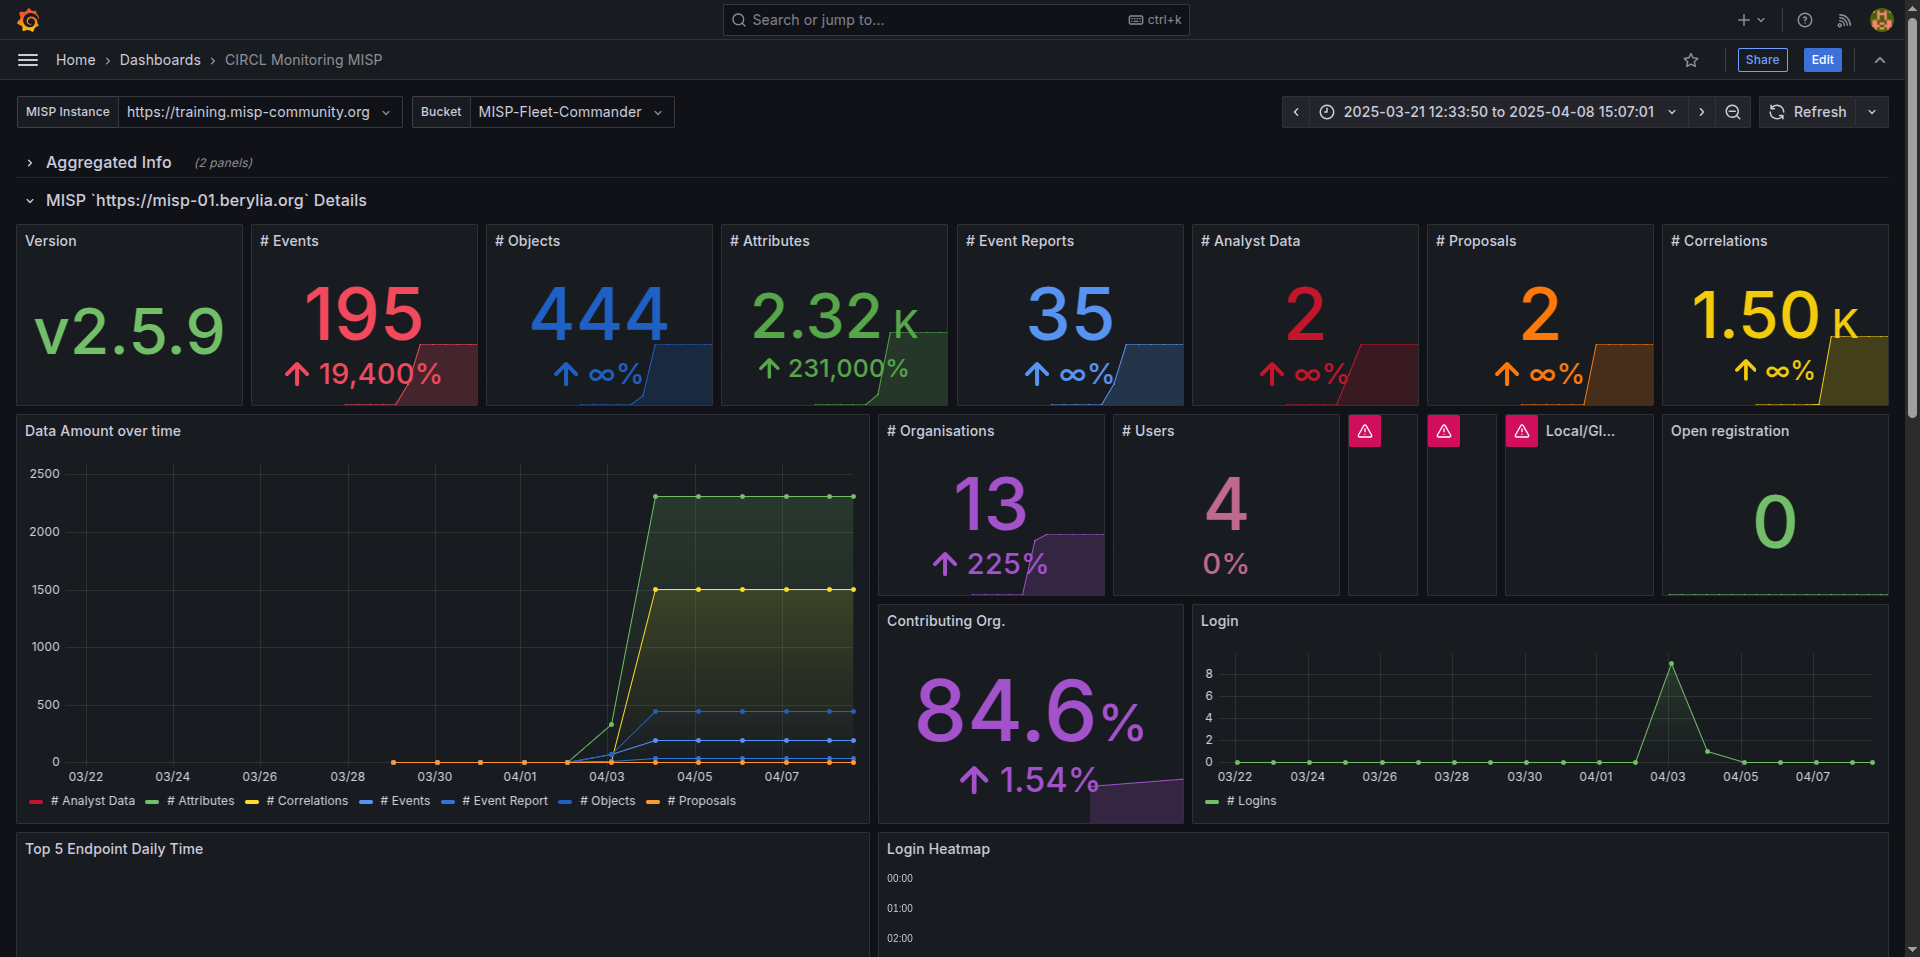 Search or jump to... ctrl+k
Home › Dashboards › CIRCL Monitoring MISP
Share Edit
MISP Instance https://training.misp-community.org Bucket MISP-Fleet-Commander 2025-03-21 12:33:50 to 2025-04-08 15:07:01 Refresh
Aggregated Info (2 panels)
MISP `https://misp-01.berylia.org` Details
Version
v2.5.9
# Events
195
↑ 19,400%
# Objects
444
↑ ∞%
# Attributes
2.32 K
↑ 231,000%
# Event Reports
35
↑ ∞%
# Analyst Data
2
↑ ∞%
# Proposals
2
↑ ∞%
# Correlations
1.50 K
↑ ∞%
Data Amount over time
2500
2000
1500
1000
500
0
03/22 03/24 03/26 03/28 03/30 04/01 04/03 04/05 04/07
# Analyst Data # Attributes # Correlations # Events # Event Report # Objects # Proposals
# Organisations
13
↑ 225%
# Users
4
0%
Local/Gl...
Open registration
0
Contributing Org.
84.6%
↑ 1.54%
Login
8
6
4
2
0
03/22 03/24 03/26 03/28 03/30 04/01 04/03 04/05 04/07
# Logins
Top 5 Endpoint Daily Time
Login Heatmap
00:00
01:00
02:00